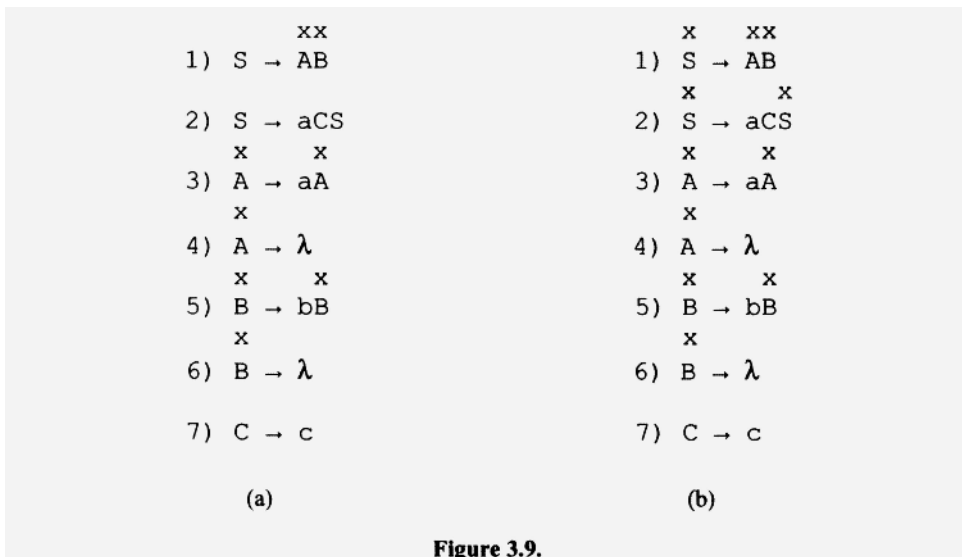 xx
1) S → AB
2) S → aCS
x x
3) A → aA
x
4) A → λ
x x
5) B → bB
x
6) B → λ
7) C → c
(a)
x xx
1) S → AB
x x
2) S → aCS
x x
3) A → aA
x
4) A → λ
x x
5) B → bB
x
6) B → λ
7) C → c
(b)
Figure 3.9.